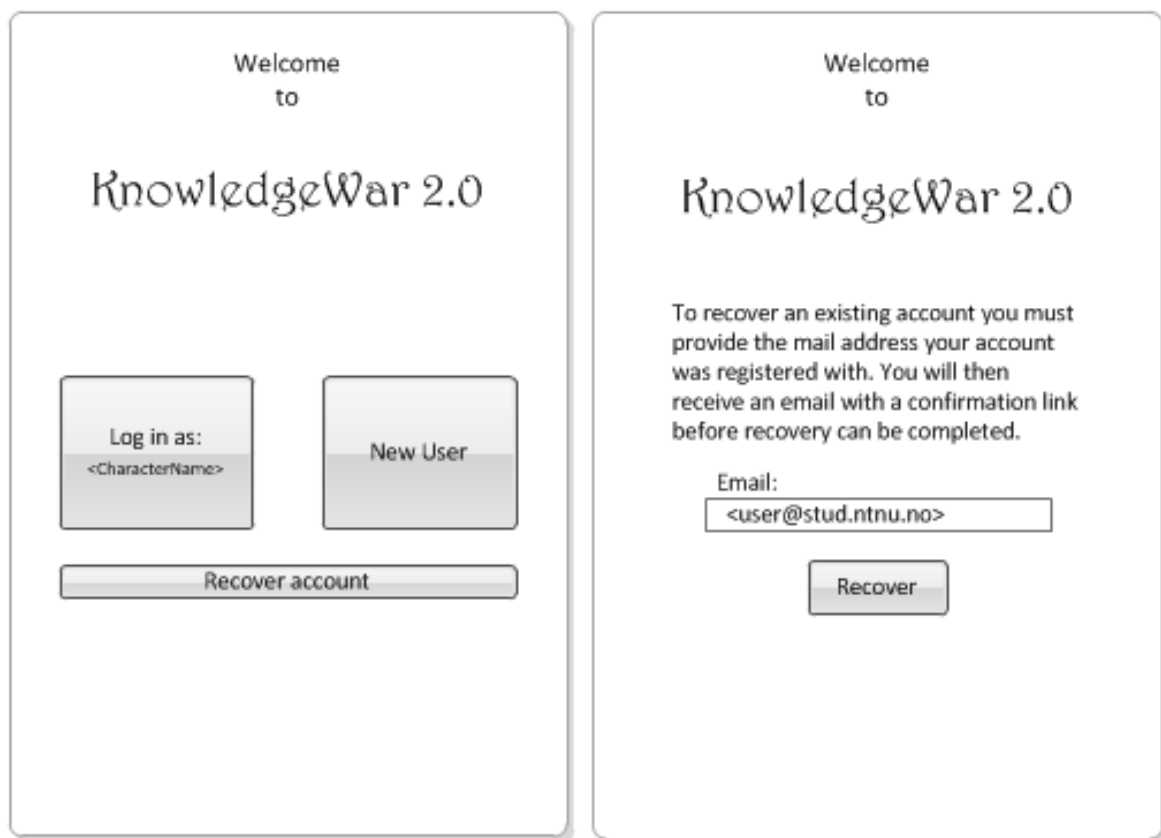 Welcome
to
KnowledgeWar 2.0
Log in as:
<CharacterName>
New User
Recover account
Welcome
to
KnowledgeWar 2.0
To recover an existing account you must
provide the mail address your account
was registered with. You will then
receive an email with a confirmation link
before recovery can be completed.
Email:
<user@stud.ntnu.no>
Recover